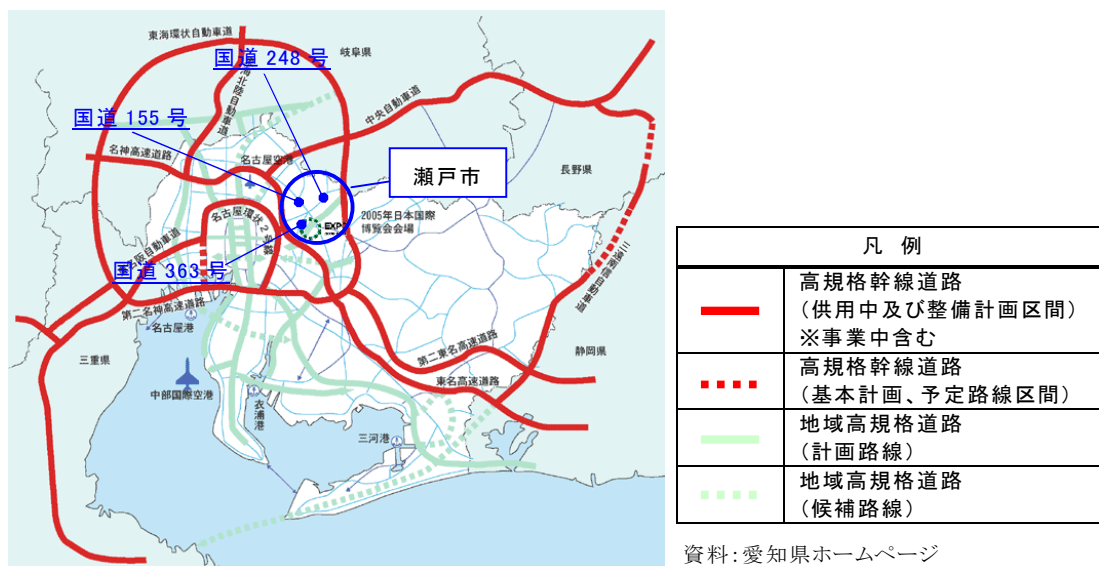 東海環状自動車道
国道 248 号
岐阜県
東海北陸自動車道
国道 155 号
中央自動車道
名神高速道路
名古屋空港
瀬戸市
長野県
名古屋環状2号線
EXPO
2005年日本国際
博覧会会場
東名阪自動車道
国道 363 号
三遠南信自動車道
第二名神高速道路
名古屋港
三重県
第二東名高速道路
静岡県
東名高速道路
中部国際空港
衣浦港
三河港
凡 例
高規格幹線道路
(供用中及び整備計画区間)
※事業中含む
高規格幹線道路
(基本計画、予定路線区間)
地域高規格道路
(計画路線)
地域高規格道路
(候補路線)
資料:愛知県ホームページ